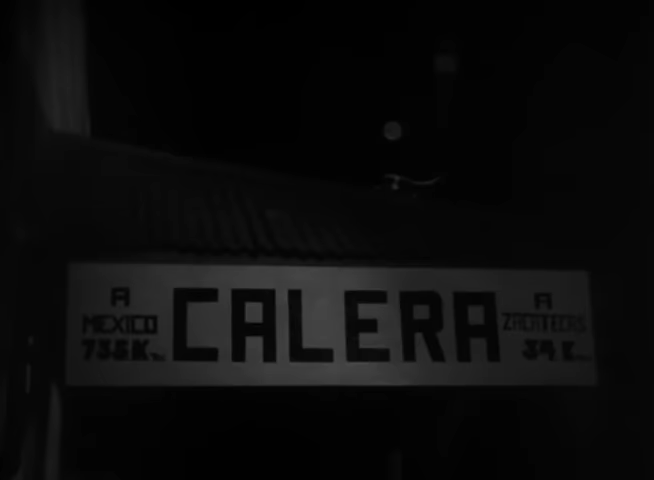 A
MEXICO
735 K.
CALERA
A
ZACATECAS
34 K.